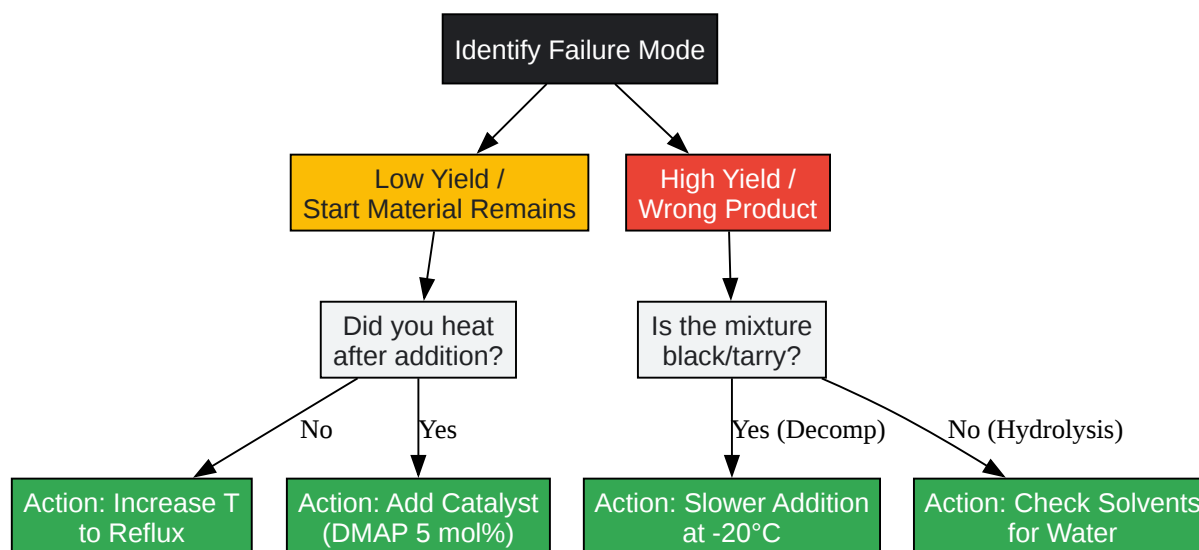 Identify Failure Mode
Low Yield /
Start Material Remains
High Yield /
Wrong Product
Did you heat
after addition?
Is the mixture
black/tarry?
No
Yes
Yes (Decomp)
No (Hydrolysis)
Action: Increase T
to Reflux
Action: Add Catalyst
(DMAP 5 mol%)
Action: Slower Addition
at -20°C
Action: Check Solvents
for Water